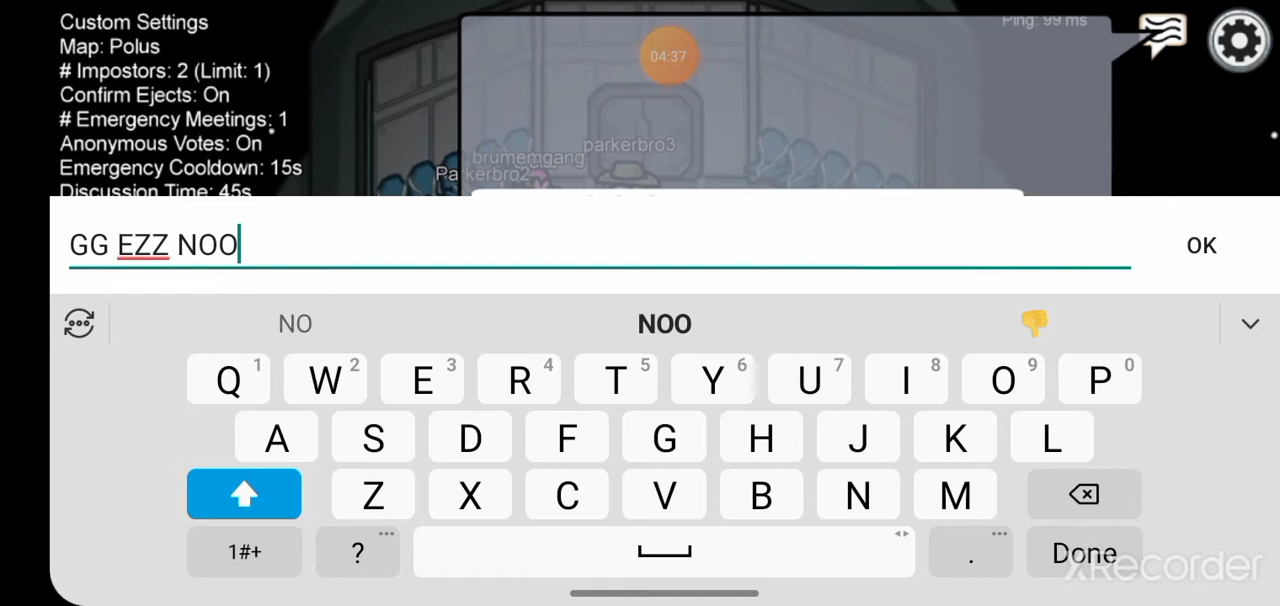 Custom Settings
Map: Polus
# Impostors: 2 (Limit: 1)
Confirm Ejects: On
# Emergency Meetings: 1
Anonymous Votes: On
Emergency Cooldown: 15s
Discussion Time: 45s
Ping: 99 ms
04:37
parkerbro3
brumemgang
Parkerbro2
GG EZZ NOO
OK
NO NOO
Q 1 W 2 E 3 R 4 T 5 Y 6 U 7 I 8 O 9 P 0
A S D F G H J K L
Z X C V B N M
1#+ ? . Done
XRecorder